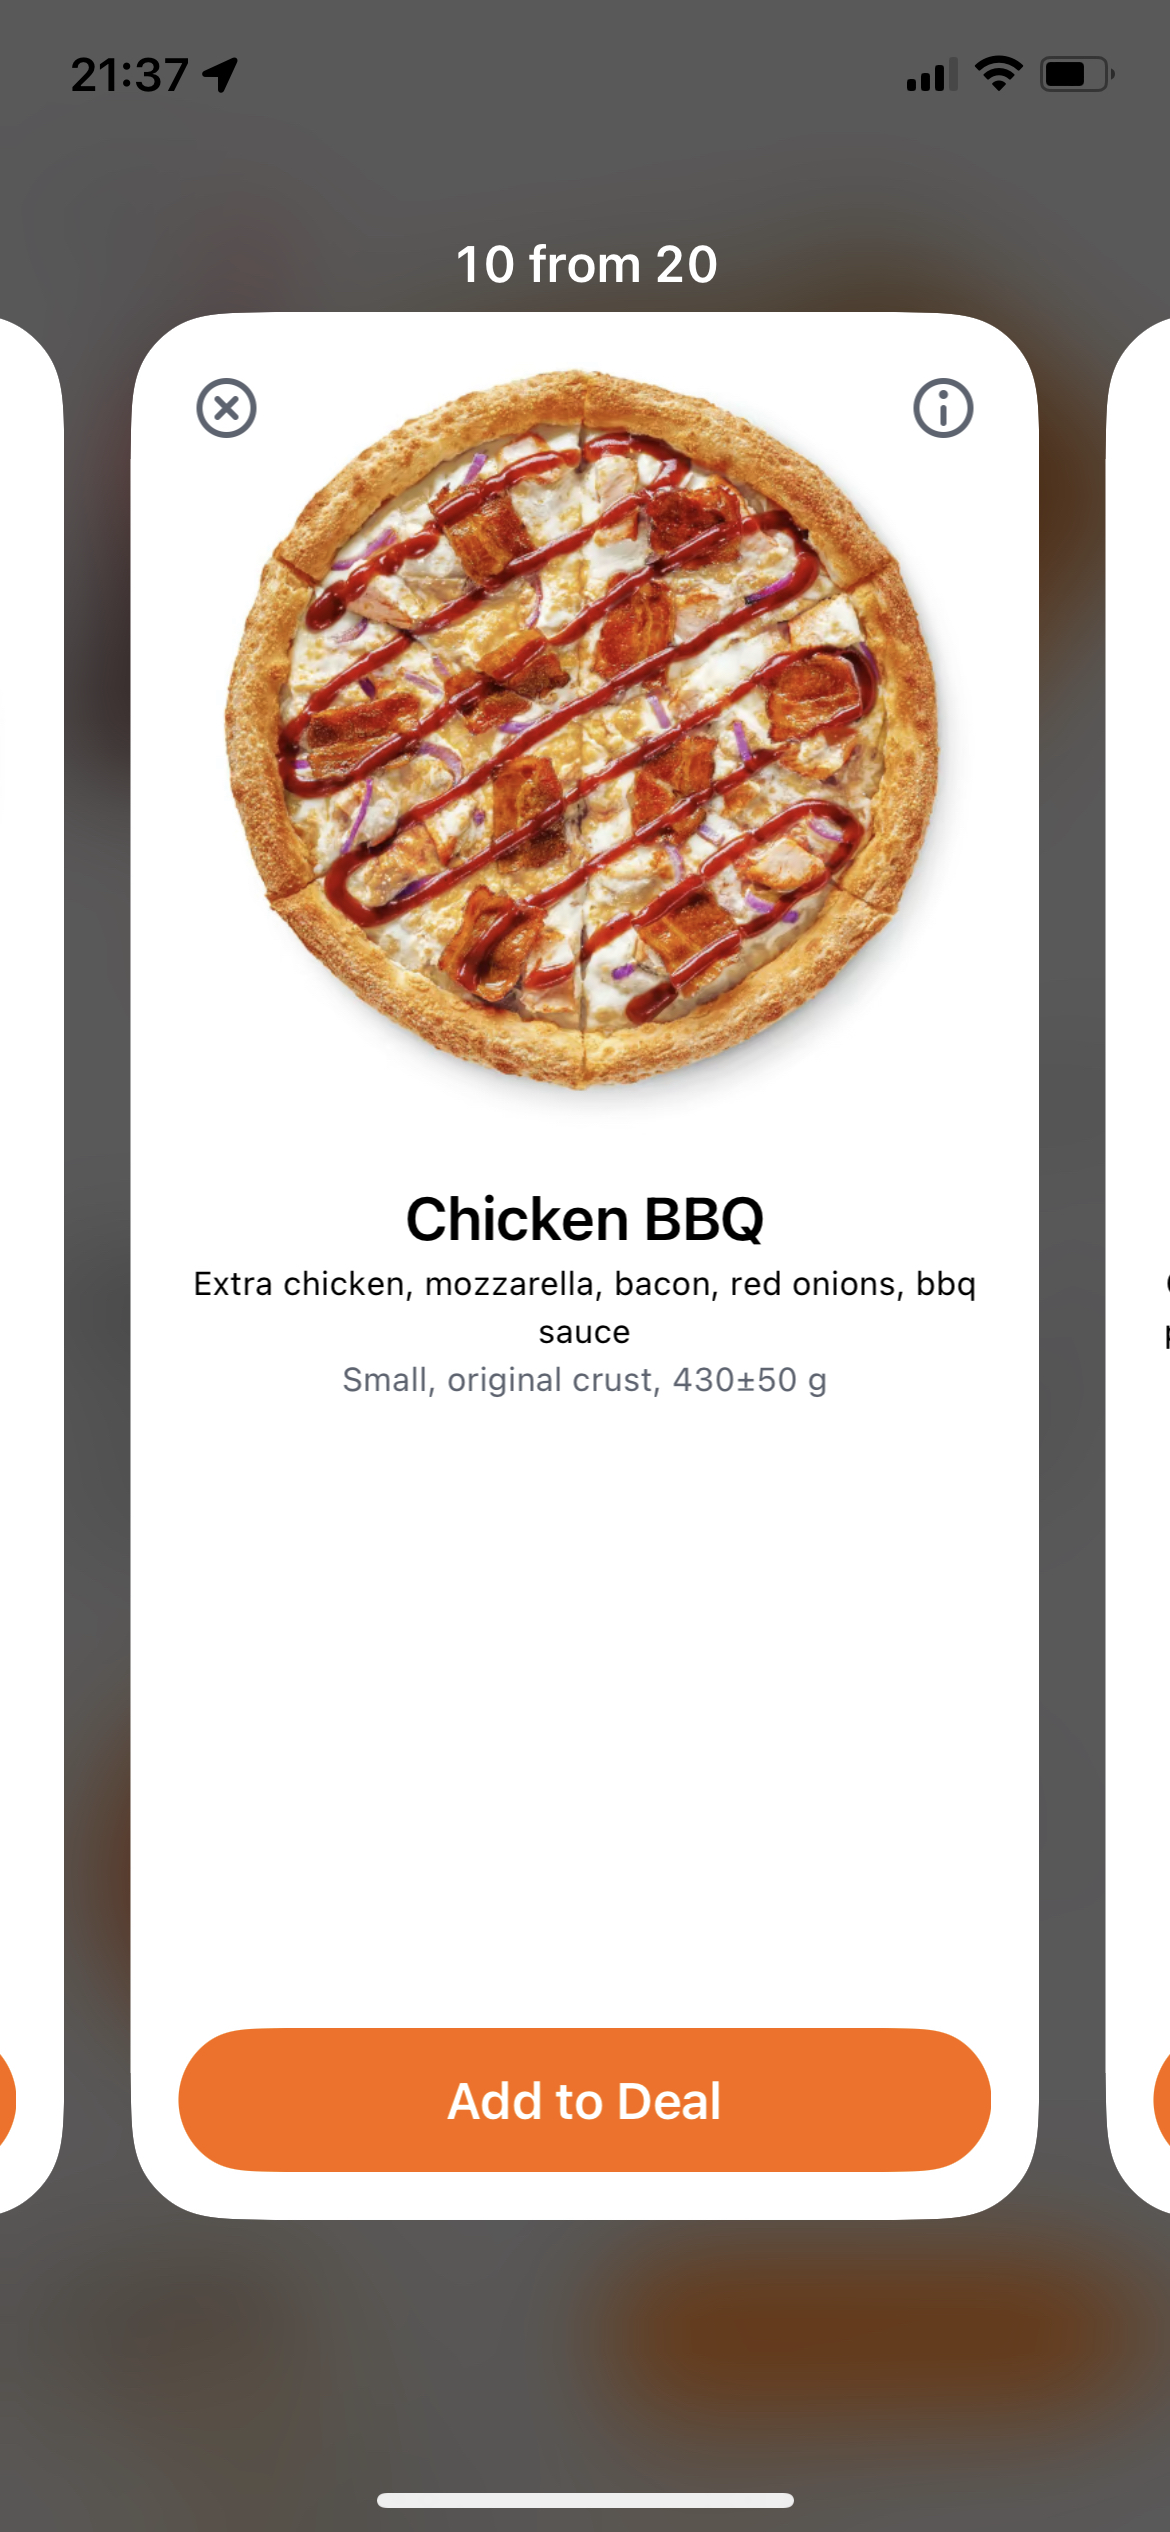 21:37
10 from 20
Chicken BBQ
Extra chicken, mozzarella, bacon, red onions, bbq
sauce
Small, original crust, 430±50 g
Add to Deal